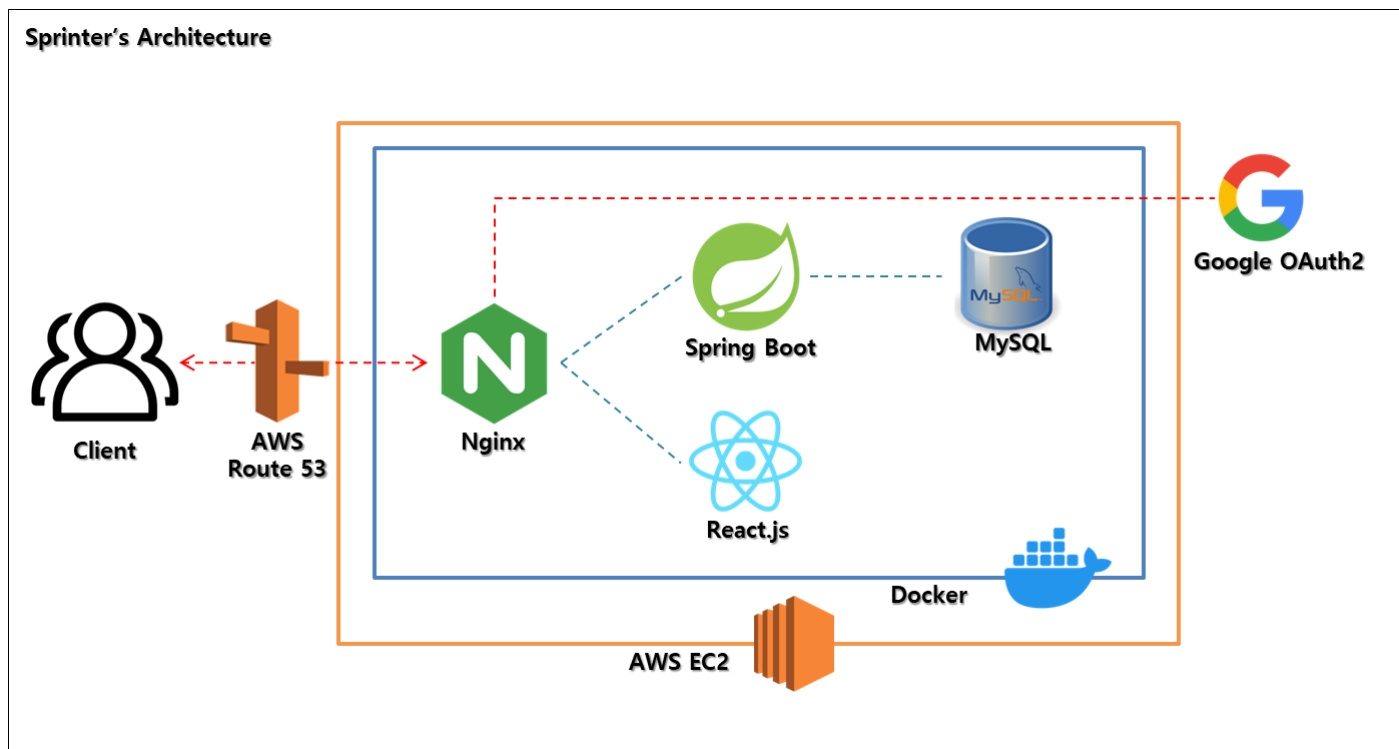 Sprinter's Architecture
Google OAuth2
MySQL
Spring Boot
MySQL
Client
AWS
Route 53
N
Nginx
React.js
Docker
AWS EC2